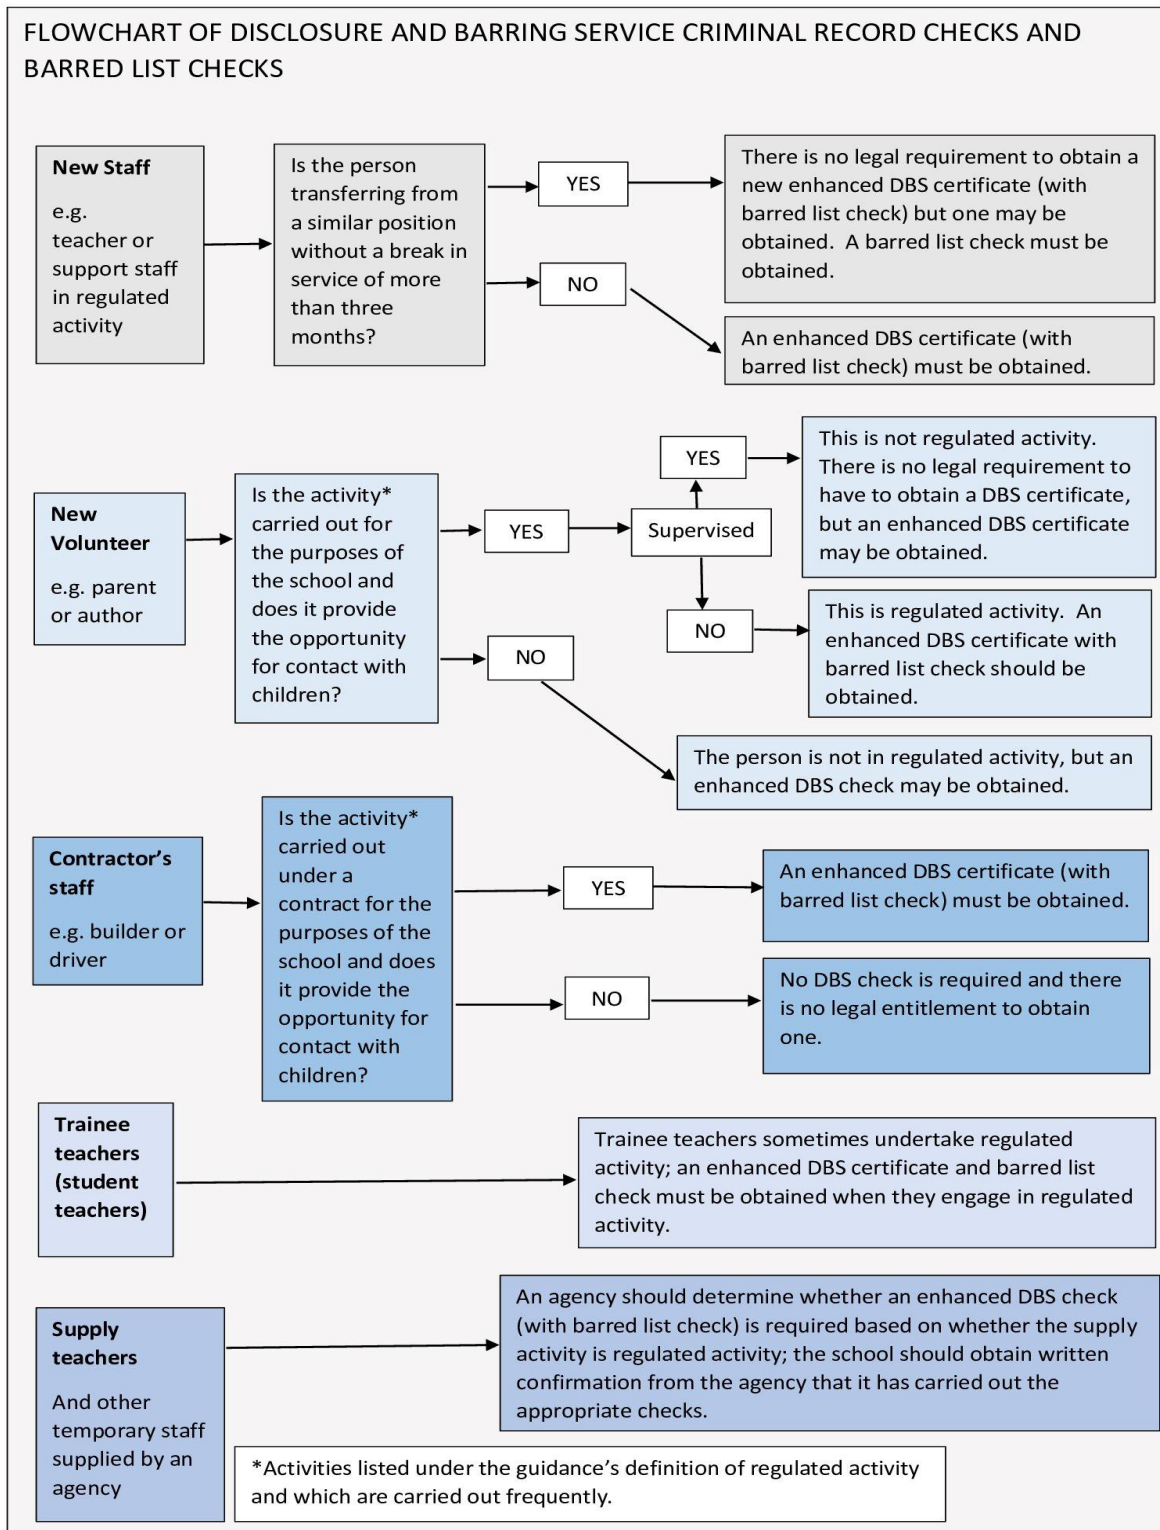 FLOWCHART OF DISCLOSURE AND BARRING SERVICE CRIMINAL RECORD CHECKS AND
BARRED LIST CHECKS
New Staff
e.g.
teacher or
support staff
in regulated
activity
Is the person
transferring from
a similar position
without a break in
service of more
than three
months?
YES
There is no legal requirement to obtain a
new enhanced DBS certificate (with
barred list check) but one may be
obtained. A barred list check must be
obtained.
NO
An enhanced DBS certificate (with
barred list check) must be obtained.
New
Volunteer
e.g. parent
or author
Is the activity*
carried out for
the purposes of
the school and
does it provide
the opportunity
for contact with
children?
YES
Supervised
YES
This is not regulated activity.
There is no legal requirement to
have to obtain a DBS certificate,
but an enhanced DBS certificate
may be obtained.
NO
This is regulated activity. An
enhanced DBS certificate with
barred list check should be
obtained.
NO
The person is not in regulated activity, but an
enhanced DBS check may be obtained.
Contractor’s
staff
e.g. builder or
driver
Is the activity*
carried out
under a
contract for the
purposes of the
school and does
it provide the
opportunity for
contact with
children?
YES
An enhanced DBS certificate (with
barred list check) must be obtained.
NO
No DBS check is required and there
is no legal entitlement to obtain
one.
Trainee
teachers
(student
teachers)
Trainee teachers sometimes undertake regulated
activity; an enhanced DBS certificate and barred list
check must be obtained when they engage in regulated
activity.
Supply
teachers
And other
temporary staff
supplied by an
agency
An agency should determine whether an enhanced DBS check
(with barred list check) is required based on whether the supply
activity is regulated activity; the school should obtain written
confirmation from the agency that it has carried out the
appropriate checks.
*Activities listed under the guidance’s definition of regulated activity
and which are carried out frequently.